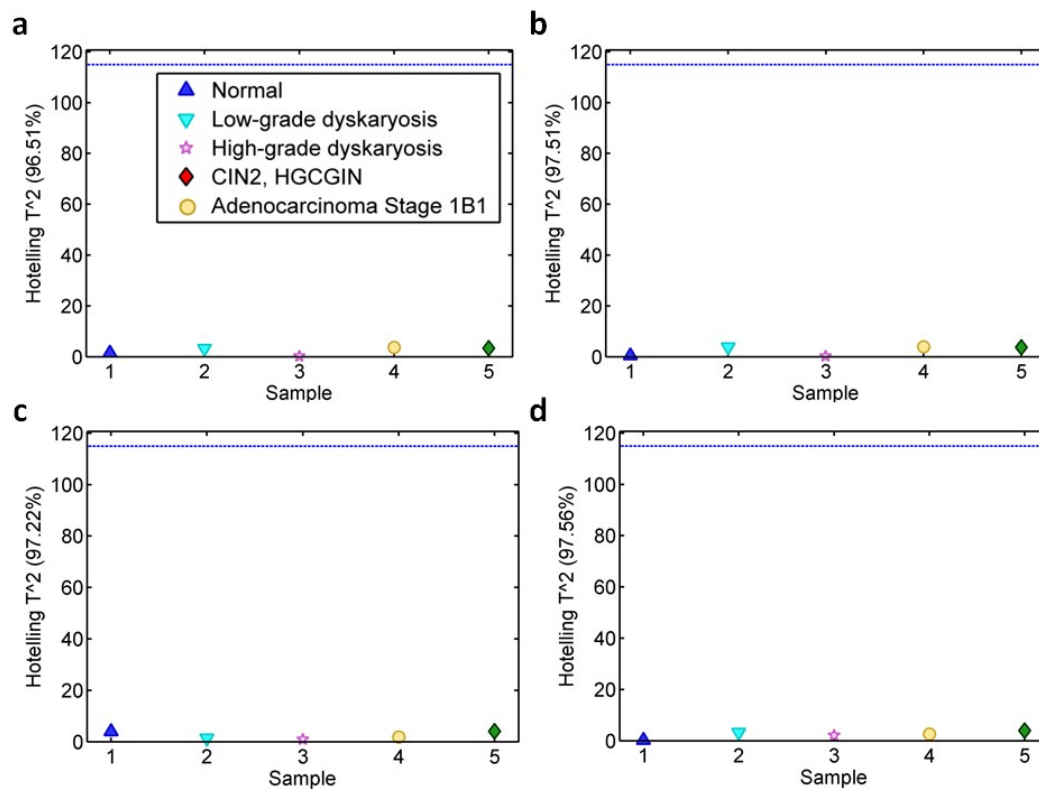 a
120
100
80
60
40
20
0
Hotelling T^2 (96.51%)
Normal
Low-grade dyskaryosis
High-grade dyskaryosis
CIN2, HGCGIN
Adenocarcinoma Stage 1B1
1 2 3 4 5
Sample
b
120
100
80
60
40
20
0
Hotelling T^2 (97.51%)
1 2 3 4 5
Sample
c
120
100
80
60
40
20
0
Hotelling T^2 (97.22%)
1 2 3 4 5
Sample
d
120
100
80
60
40
20
0
Hotelling T^2 (97.56%)
1 2 3 4 5
Sample